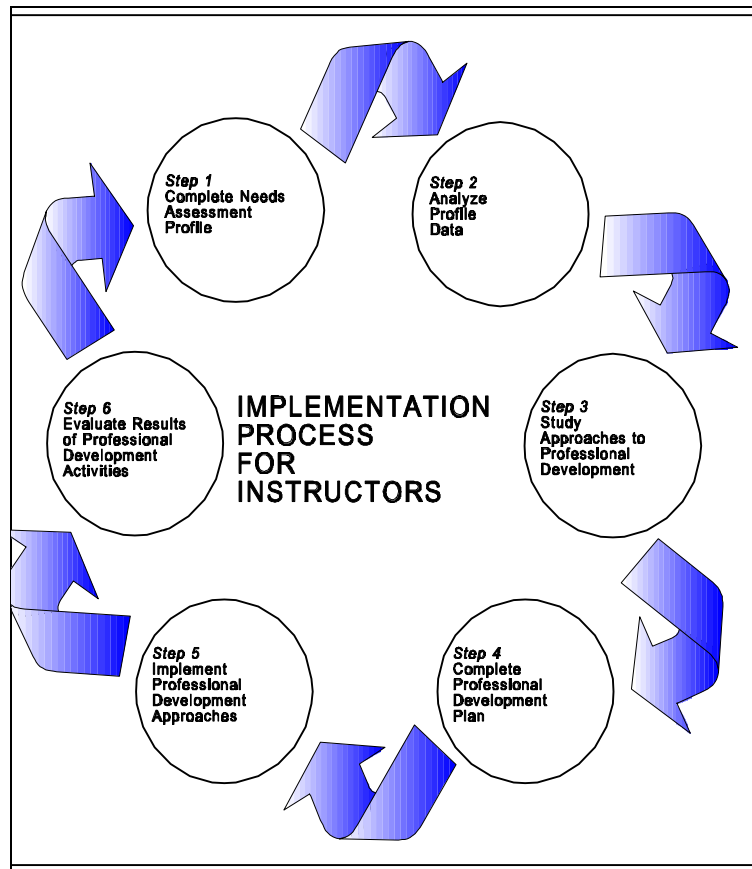 Step 1
Complete Needs
Assessment
Profile
Step 2
Analyze
Profile
Data
Step 3
Study
Approaches to
Professional
Development
Step 4
Complete
Professional
Development
Plan
Step 5
Implement
Professional
Development
Approaches
Step 6
Evaluate Results
of Professional
Development
Activities
IMPLEMENTATION
PROCESS
FOR
INSTRUCTORS